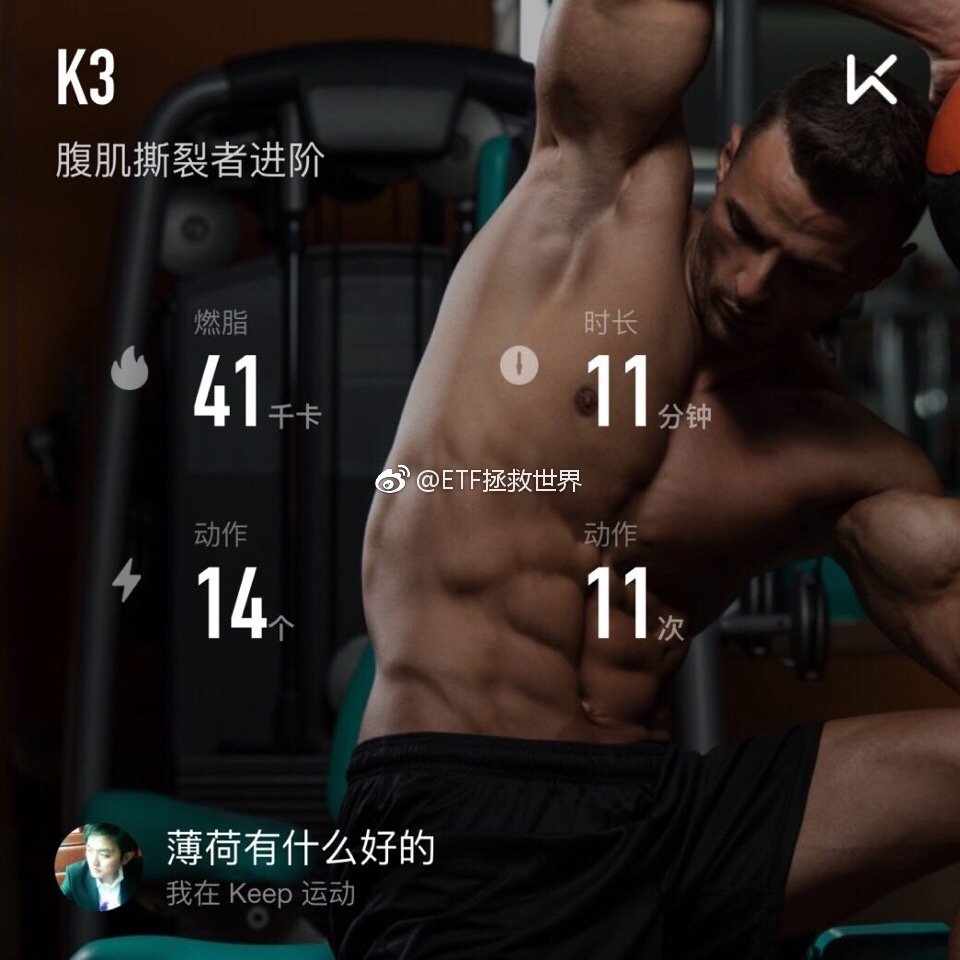 K3
腹肌撕裂者进阶
燃脂
41千卡
时长
11分钟
@ETF拯救世界
动作
14个
动作
11次
薄荷有什么好的
我在 Keep 运动